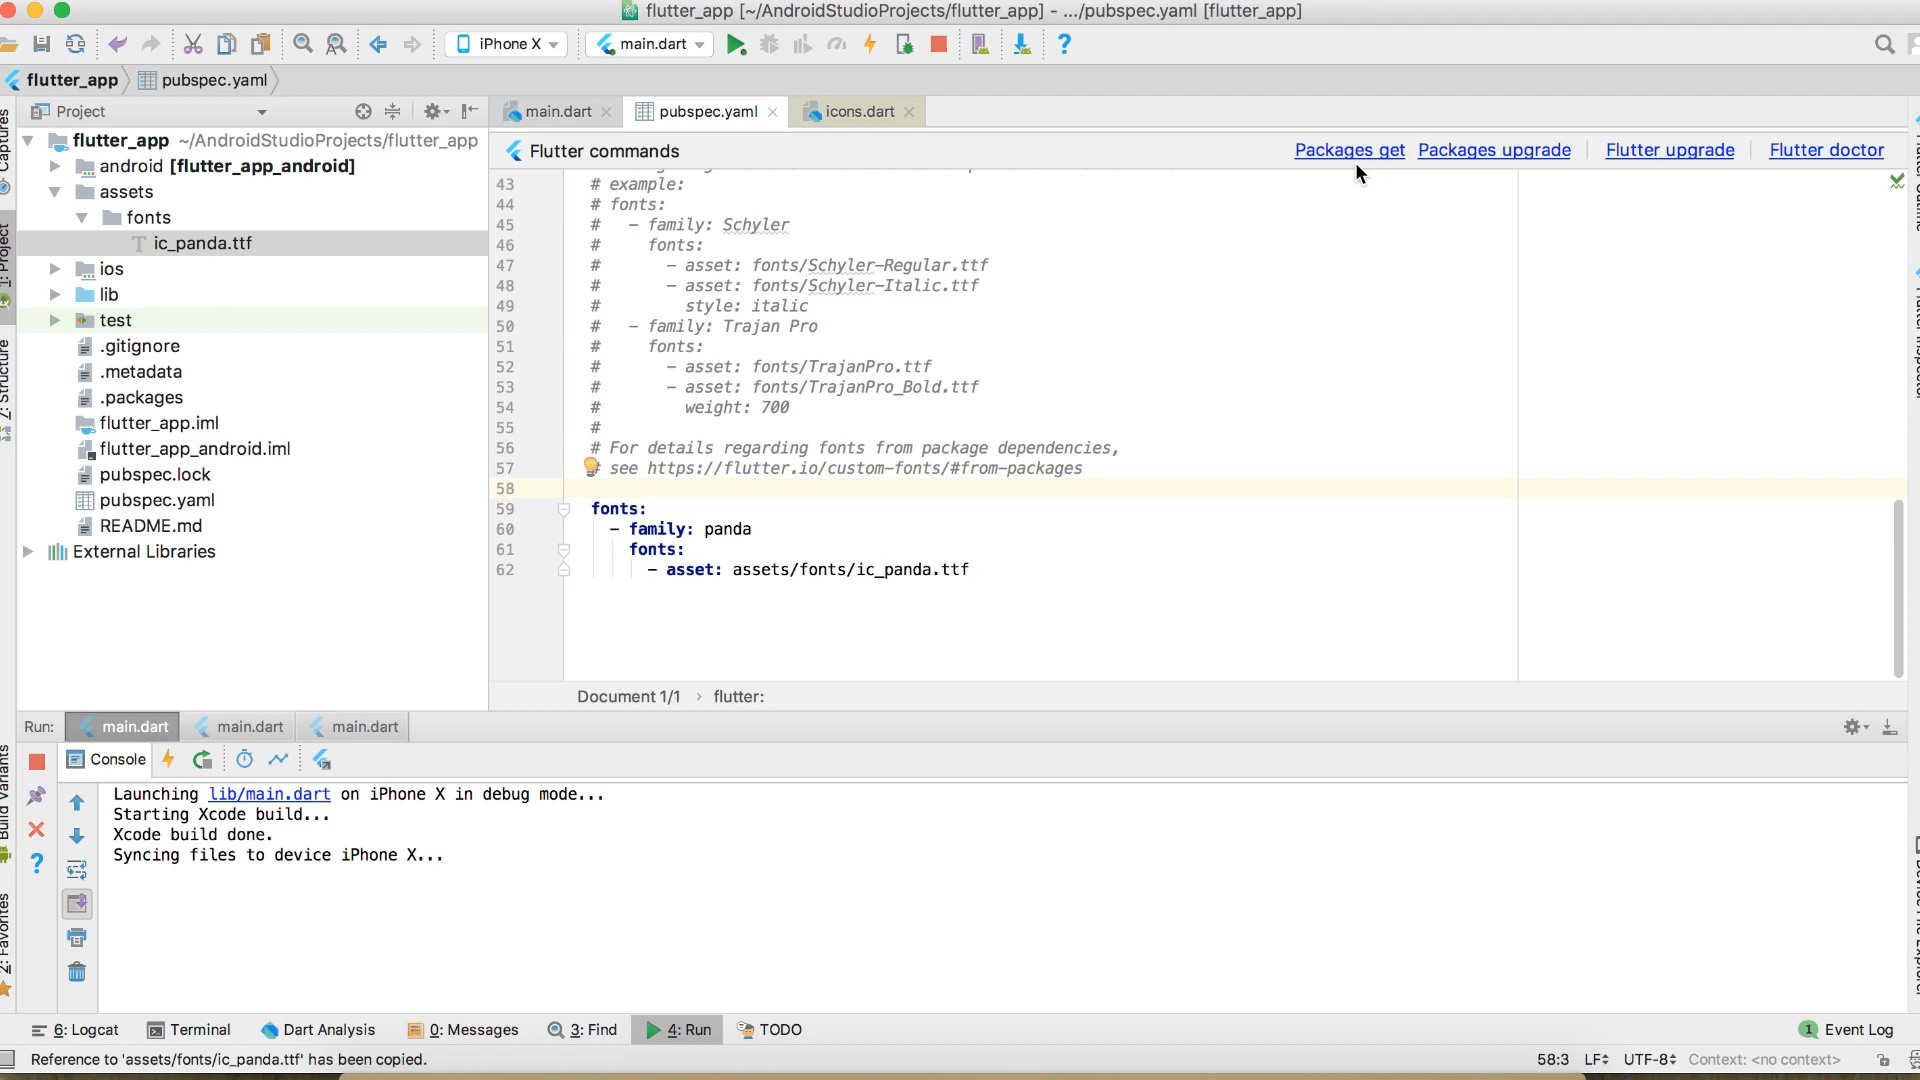 flutter_app [~/AndroidStudioProjects/flutter_app] - .../pubspec.yaml [flutter_app]
iPhone X
main.dart
flutter_app
pubspec.yaml
Project
main.dart
pubspec.yaml
icons.dart
flutter_app ~/AndroidStudioProjects/flutter_app
android [flutter_app_android]
assets
fonts
ic_panda.ttf
ios
lib
test
.gitignore
.metadata
.packages
flutter_app.iml
flutter_app_android.iml
pubspec.lock
pubspec.yaml
README.md
External Libraries
Captures
1: Project
7: Structure
Build Variants
2: Favorites
Flutter commands
Packages get
Packages upgrade
Flutter upgrade
Flutter doctor
43 # example:
44 # fonts:
45 #   - family: Schyler
46 #     fonts:
47 #       - asset: fonts/Schyler-Regular.ttf
48 #       - asset: fonts/Schyler-Italic.ttf
49 #         style: italic
50 #   - family: Trajan Pro
51 #     fonts:
52 #       - asset: fonts/TrajanPro.ttf
53 #       - asset: fonts/TrajanPro_Bold.ttf
54 #         weight: 700
55 #
56 # For details regarding fonts from package dependencies,
57 # see https://flutter.io/custom-fonts/#from-packages
58
59 fonts:
60   - family: panda
61     fonts:
62       - asset: assets/fonts/ic_panda.ttf
Document 1/1 › flutter:
Run:
main.dart
main.dart
main.dart
Console
Launching lib/main.dart on iPhone X in debug mode...
Starting Xcode build...
Xcode build done.
Syncing files to device iPhone X...
6: Logcat
Terminal
Dart Analysis
0: Messages
3: Find
4: Run
TODO
1 Event Log
Reference to 'assets/fonts/ic_panda.ttf' has been copied.
58:3 LF UTF-8 Context: <no context>